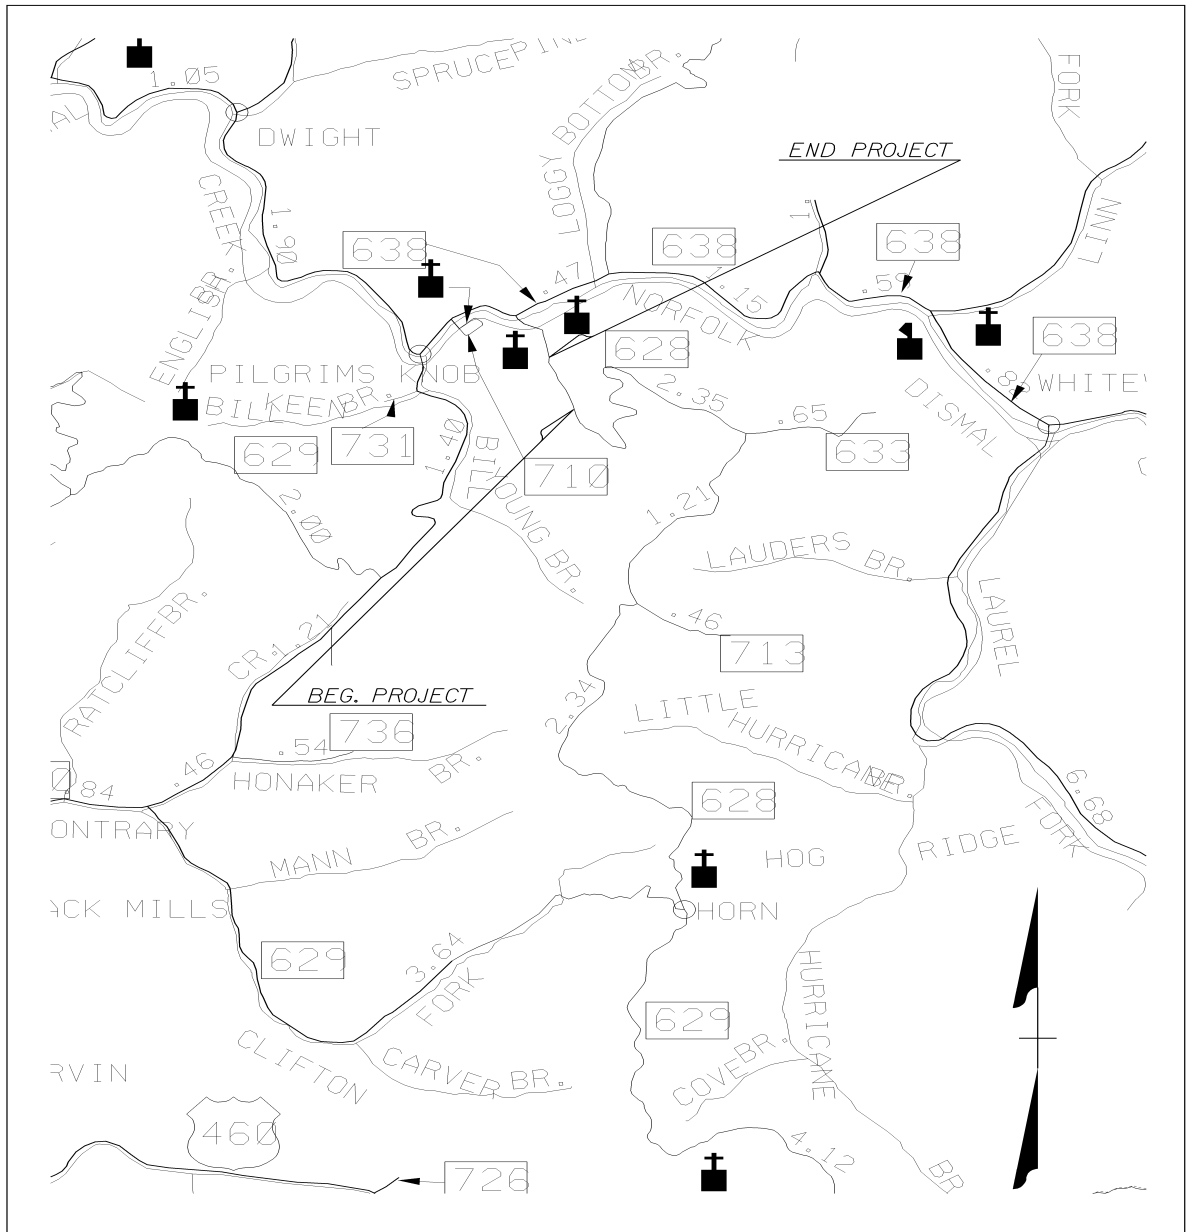 1.05
SPRUCEPINE
BOTTOM BR.
LOGGY
FORK
DWIGHT
END PROJECT
CREEK
1.90
638
638
638
LINN
.47
.15
.59
NORFOLK
ENGLISH BR.
628
638
PILGRIMS KNOB
2.35
.65
.83
WHITEW
BILL KEEN BR.
DISMAL
629
731
1.40
BILL
YOUNG BR.
710
633
2.00
1.21
LAUDERS BR.
RATCLIFF BR.
CR.
1.21
.46
LAUREL
713
BEG. PROJECT
2.34
LITTLE
HURRICANE
BR.
736
.54
.46
.84
HONAKER BR.
628
6.68
FORK
ONTRARY
MANN BR.
HOG
RIDGE
ACK MILLS
HORN
629
3.64
FORK
HURRICANE
629
CLIFTON
CARVER BR.
COVE BR.
RVIN
460
4.12
BR
726